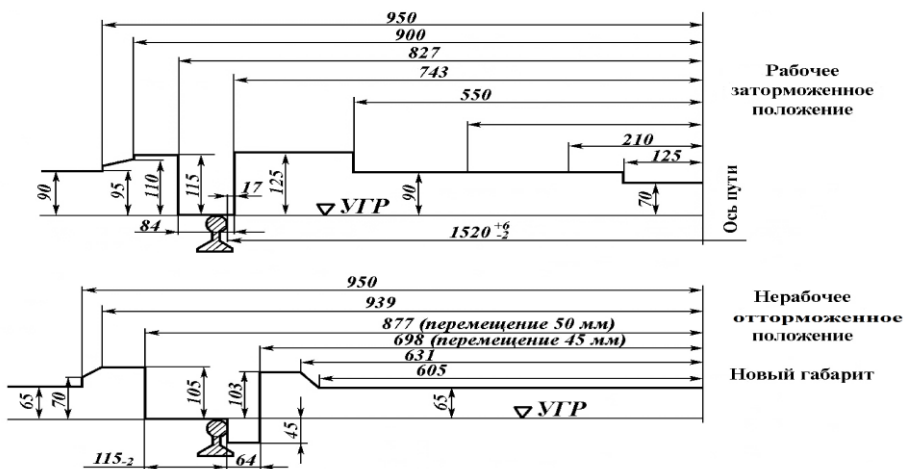 950
900
827
743
550
210
125
Рабочее
заторможенное
положение
90
95
110
115
17
125
90
70
84
УГР
1520 +6 -2
Ось пути
950
939
877 (перемещение 50 мм)
698 (перемещение 45 мм)
631
605
Нерабочее
отторможенное
положение
Новый габарит
65
70
105
103
45
65
УГР
115-2
64